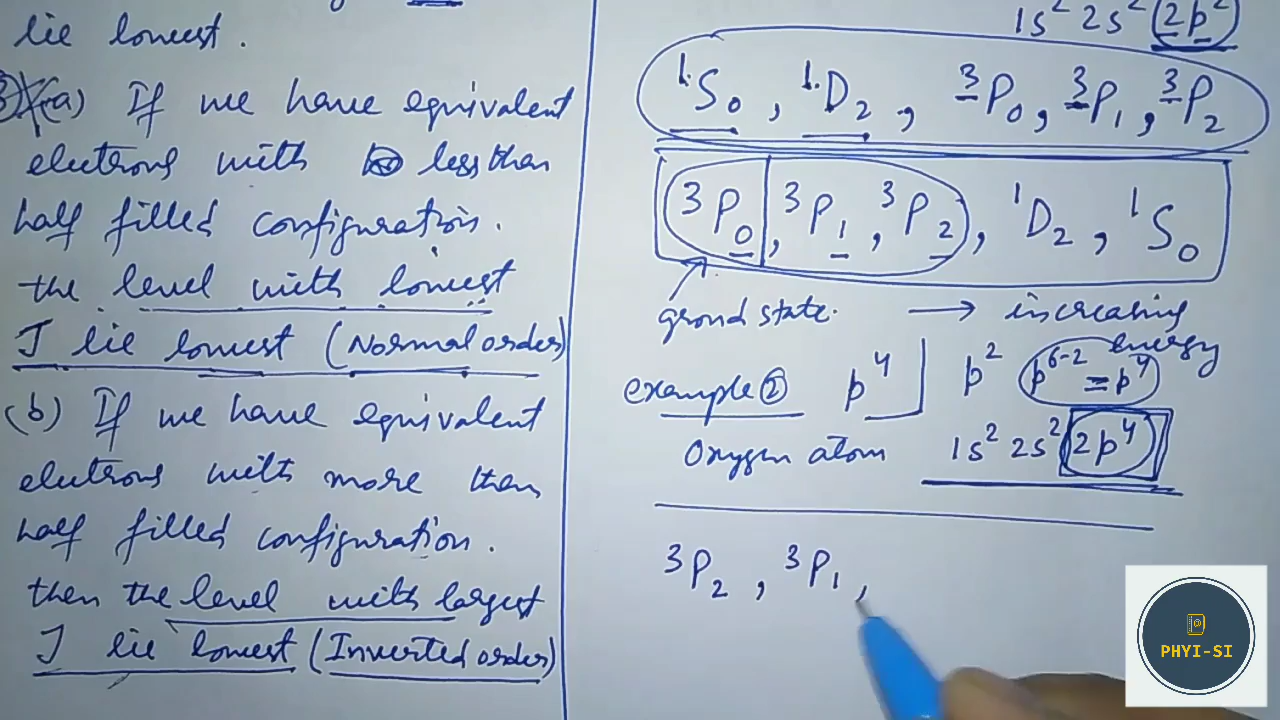 lie lowest.
(a) If we have equivalent
electrons with less than
half filled configuration.
the level with lowest
J lie lowest (Normal order)
(b) If we have equivalent
electrons with more than
half filled configuration.
then the level with largest
J lie lowest (Inverted order)
1s² 2s² 2p²
¹S₀, ¹D₂, ³P₀, ³P₁, ³P₂
³P₀, ³P₁, ³P₂, ¹D₂, ¹S₀
grond state. → increasing
energy
example ② p⁴ p² p⁶⁻² = p⁴
Oxygen atom 1s² 2s² 2p⁴
³P₂, ³P₁,
PHYI-SI